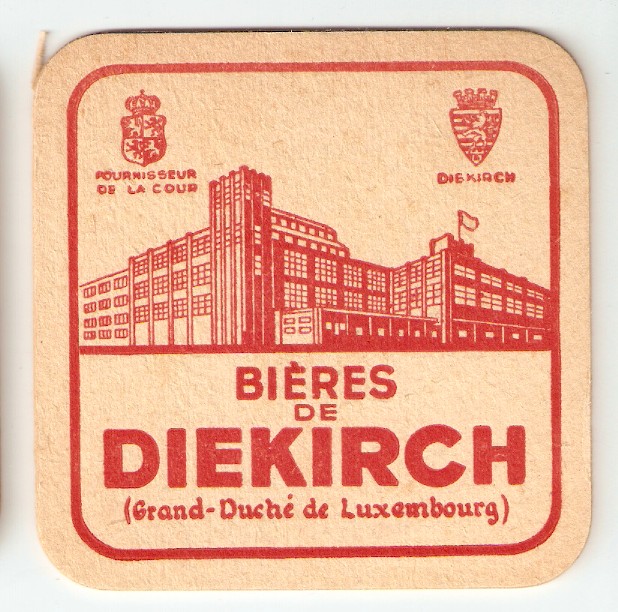 FOURNISSEUR
DE LA COUR
DIEKIRCH
BIÈRES
DE
DIEKIRCH
(Grand-Duché de Luxembourg)